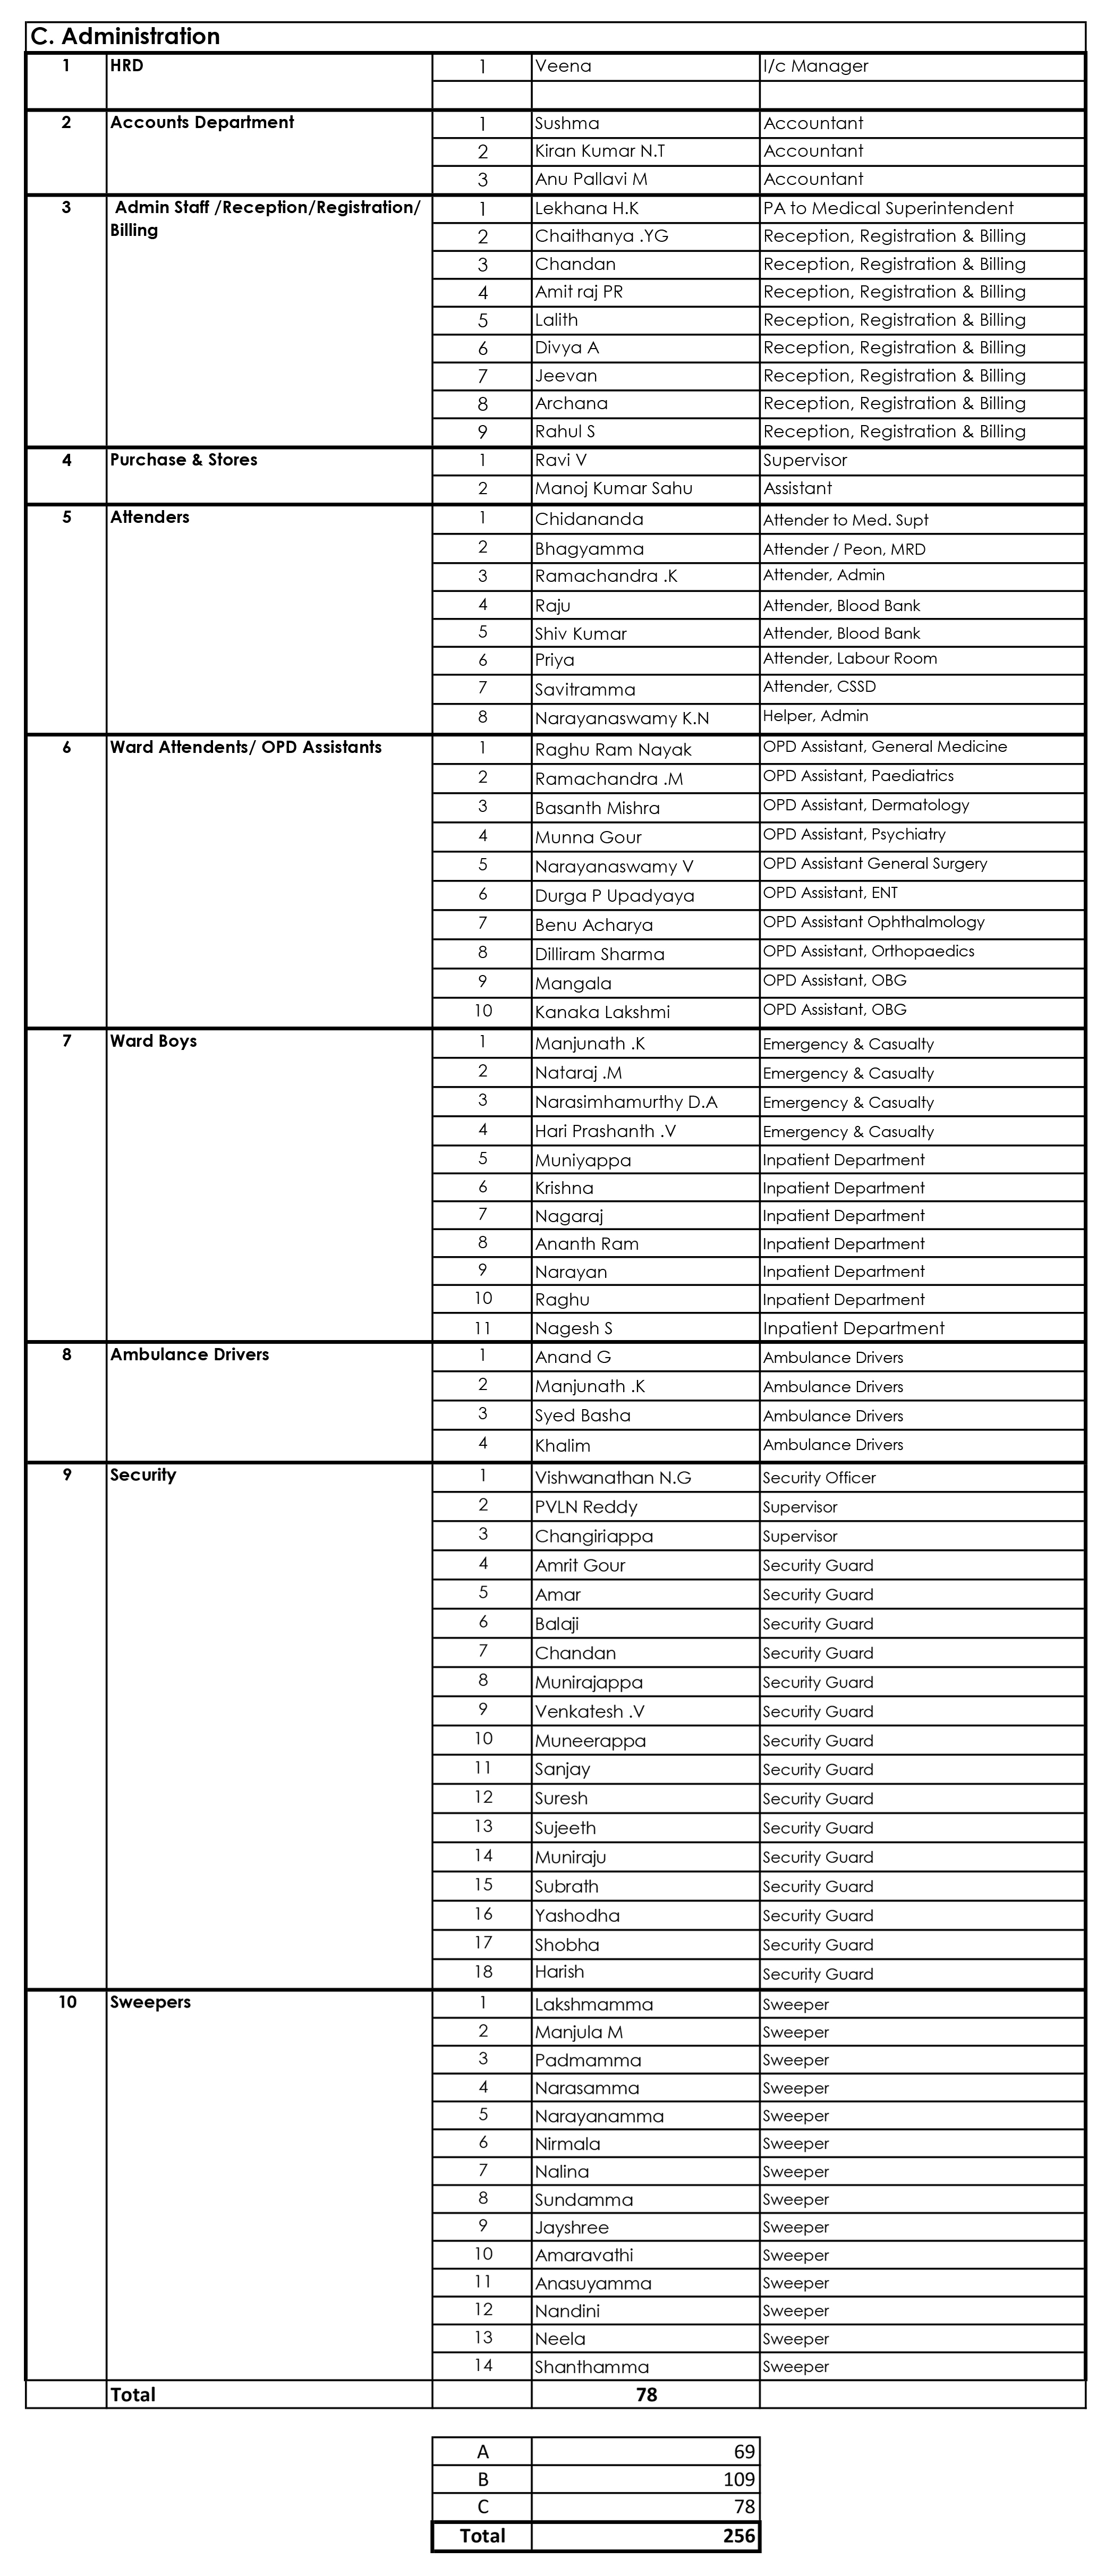 C. Administration
1 HRD 1 Veena I/c Manager
2 Accounts Department 1 Sushma Accountant
2 Kiran Kumar N.T Accountant
3 Anu Pallavi M Accountant
3 Admin Staff /Reception/Registration/ 1 Lekhana H.K PA to Medical Superintendent
Billing 2 Chaithanya .YG Reception, Registration & Billing
3 Chandan Reception, Registration & Billing
4 Amit raj PR Reception, Registration & Billing
5 Lalith Reception, Registration & Billing
6 Divya A Reception, Registration & Billing
7 Jeevan Reception, Registration & Billing
8 Archana Reception, Registration & Billing
9 Rahul S Reception, Registration & Billing
4 Purchase & Stores 1 Ravi V Supervisor
2 Manoj Kumar Sahu Assistant
5 Attenders 1 Chidananda Attender to Med. Supt
2 Bhagyamma Attender / Peon, MRD
3 Ramachandra .K Attender, Admin
4 Raju Attender, Blood Bank
5 Shiv Kumar Attender, Blood Bank
6 Priya Attender, Labour Room
7 Savitramma Attender, CSSD
8 Narayanaswamy K.N Helper, Admin
6 Ward Attendents/ OPD Assistants 1 Raghu Ram Nayak OPD Assistant, General Medicine
2 Ramachandra .M OPD Assistant, Paediatrics
3 Basanth Mishra OPD Assistant, Dermatology
4 Munna Gour OPD Assistant, Psychiatry
5 Narayanaswamy V OPD Assistant General Surgery
6 Durga P Upadyaya OPD Assistant, ENT
7 Benu Acharya OPD Assistant Ophthalmology
8 Dilliram Sharma OPD Assistant, Orthopaedics
9 Mangala OPD Assistant, OBG
10 Kanaka Lakshmi OPD Assistant, OBG
7 Ward Boys 1 Manjunath .K Emergency & Casualty
2 Nataraj .M Emergency & Casualty
3 Narasimhamurthy D.A Emergency & Casualty
4 Hari Prashanth .V Emergency & Casualty
5 Muniyappa Inpatient Department
6 Krishna Inpatient Department
7 Nagaraj Inpatient Department
8 Ananth Ram Inpatient Department
9 Narayan Inpatient Department
10 Raghu Inpatient Department
11 Nagesh S Inpatient Department
8 Ambulance Drivers 1 Anand G Ambulance Drivers
2 Manjunath .K Ambulance Drivers
3 Syed Basha Ambulance Drivers
4 Khalim Ambulance Drivers
9 Security 1 Vishwanathan N.G Security Officer
2 PVLN Reddy Supervisor
3 Changiriappa Supervisor
4 Amrit Gour Security Guard
5 Amar Security Guard
6 Balaji Security Guard
7 Chandan Security Guard
8 Munirajappa Security Guard
9 Venkatesh .V Security Guard
10 Muneerappa Security Guard
11 Sanjay Security Guard
12 Suresh Security Guard
13 Sujeeth Security Guard
14 Muniraju Security Guard
15 Subrath Security Guard
16 Yashodha Security Guard
17 Shobha Security Guard
18 Harish Security Guard
10 Sweepers 1 Lakshmamma Sweeper
2 Manjula M Sweeper
3 Padmamma Sweeper
4 Narasamma Sweeper
5 Narayanamma Sweeper
6 Nirmala Sweeper
7 Nalina Sweeper
8 Sundamma Sweeper
9 Jayshree Sweeper
10 Amaravathi Sweeper
11 Anasuyamma Sweeper
12 Nandini Sweeper
13 Neela Sweeper
14 Shanthamma Sweeper
Total 78
A 69
B 109
C 78
Total 256